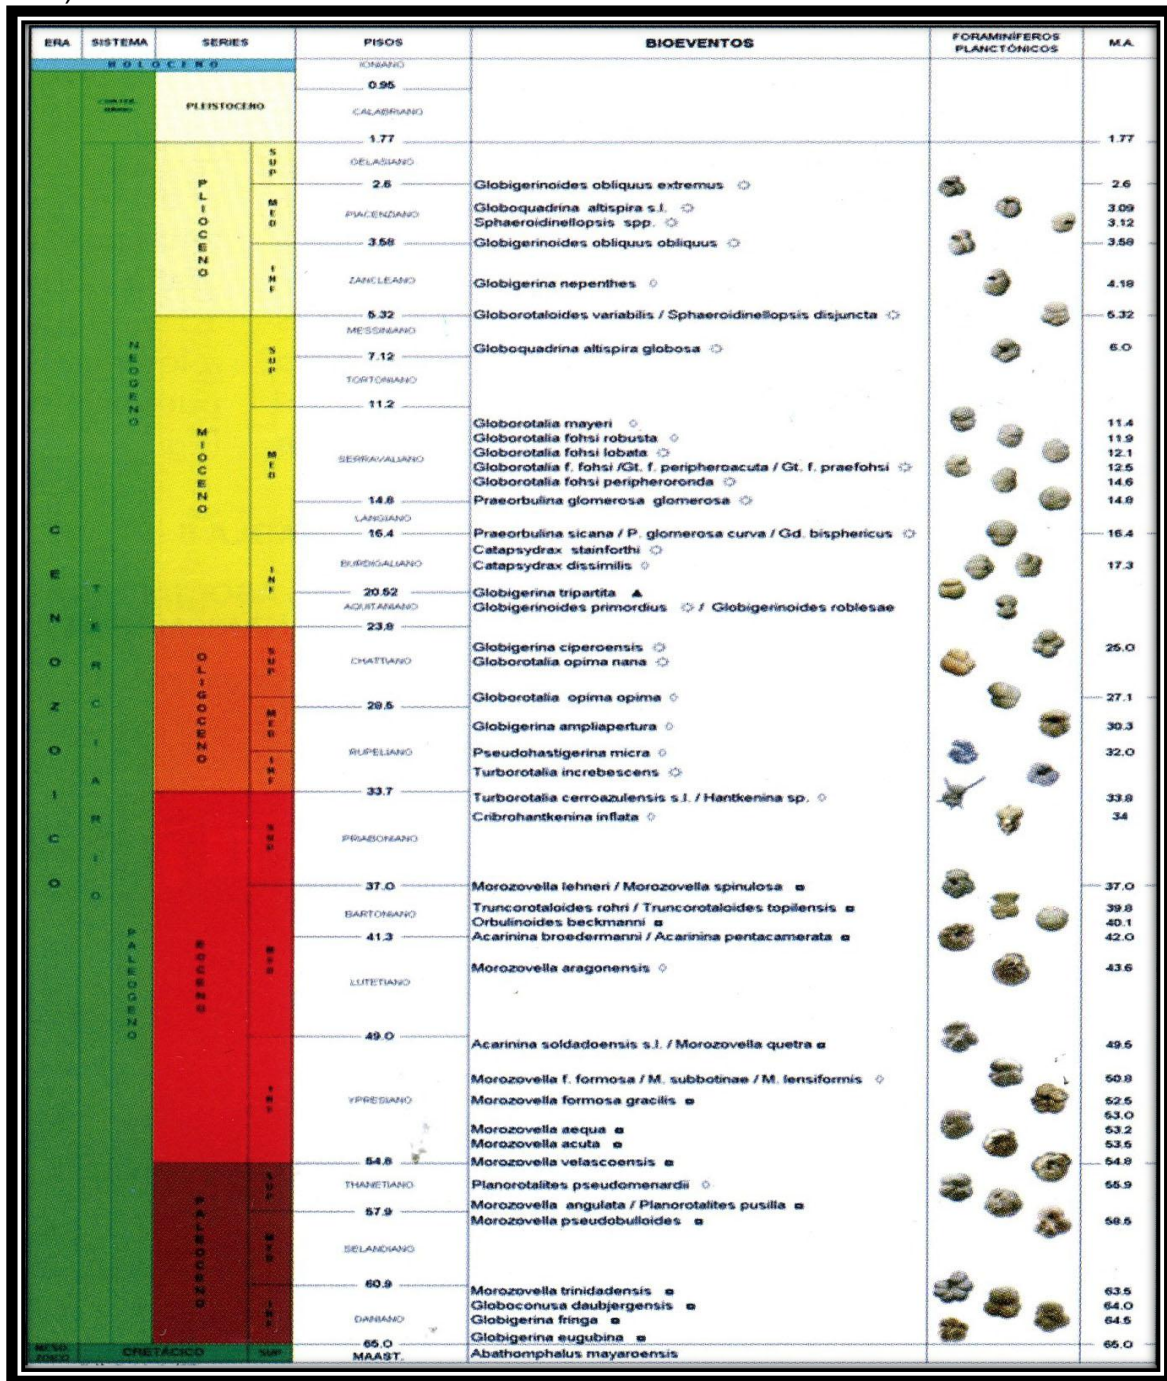 ERA SISTEMA SERIES PISOS BIOEVENTOS FORAMINÍFEROS PLANCTÓNICOS M.A.
HOLOCENO IONIANO
0.95
PLEISTOCENO
CALABRIANO
1.77 1.77
GELASIANO
SUP
2.6 Globigerinoides obliquus extremus 2.6
PLIOCENO
MED
PIACENZIANO
Globoquadrina altispira s.l. 3.09
Sphaeroidinellopsis spp. 3.12
3.58 Globigerinoides obliquus obliquus 3.58
INF
ZANCLEANO
Globigerina nepenthes 4.18
5.32 Globorotaloides variabilis / Sphaeroidinellopsis disjuncta 5.32
MESSINIANO
NEOGENO
SUP
Globoquadrina altispira globosa 6.0
7.12
TORTONIANO
11.2
Globorotalia mayeri 11.4
MIOCENO
Globorotalia fohsi robusta 11.9
MED
SERRAVALIANO
Globorotalia fohsi lobata 12.1
Globorotalia f. fohsi /Gt. f. peripheroacuta / Gt. f. praefohsi 12.5
Globorotalia fohsi peripheroronda 14.6
14.8 Praeorbulina glomerosa glomerosa 14.8
LANGIANO
16.4 Praeorbulina sicana / P. glomerosa curva / Gd. bisphericus 16.4
CENOZOICO
Catapsydrax stainforthi
INF
BURDIGALIANO
Catapsydrax dissimilis 17.3
TERCIARIO
20.52 Globigerina tripartita
AQUITANIANO
Globigerinoides primordius / Globigerinoides roblesae
23.8
SUP
Globigerina ciperoensis 25.0
OLIGOCENO
CHATTIANO
Globorotalia opima nana
Globorotalia opima opima 27.1
28.5
MED
Globigerina ampliapertura 30.3
RUPELIANO
Pseudohastigerina micra 32.0
INF
Turborotalia increbescens
33.7
Turborotalia cerroazulensis s.l. / Hantkenina sp. 33.8
Cribrohantkenina inflata 34
SUP
PRIABONIANO
37.0 Morozovella lehneri / Morozovella spinulosa 37.0
Truncorotaloides rohri / Truncorotaloides topilensis 39.8
BARTONIANO
Orbulinoides beckmanni 40.1
41.3 Acarinina broedermanni / Acarinina pentacamerata 42.0
PALEOGENO
EOCENO
MED
Morozovella aragonensis 43.6
LUTETIANO
49.0
Acarinina soldadoensis s.l. / Morozovella quetra 49.5
Morozovella f. formosa / M. subbotinae / M. lensiformis 50.8
INF
YPRESIANO
Morozovella formosa gracilis 52.5
53.0
Morozovella aequa 53.2
Morozovella acuta 53.5
54.8 Morozovella velascoensis 54.8
SUP
THANETIANO
Planorotalites pseudomenardii 55.9
Morozovella angulata / Planorotalites pusilla
57.9
Morozovella pseudobulloides 58.5
PALEOCENO
MED
SELANDIANO
60.9
Morozovella trinidadensis 63.5
Globoconusa daubjergensis 64.0
INF
DANIANO
Globigerina fringa 64.5
Globigerina eugubina
65.0 65.0
CRETÁCICO SUP MAAST. Abathomphalus mayaroensis